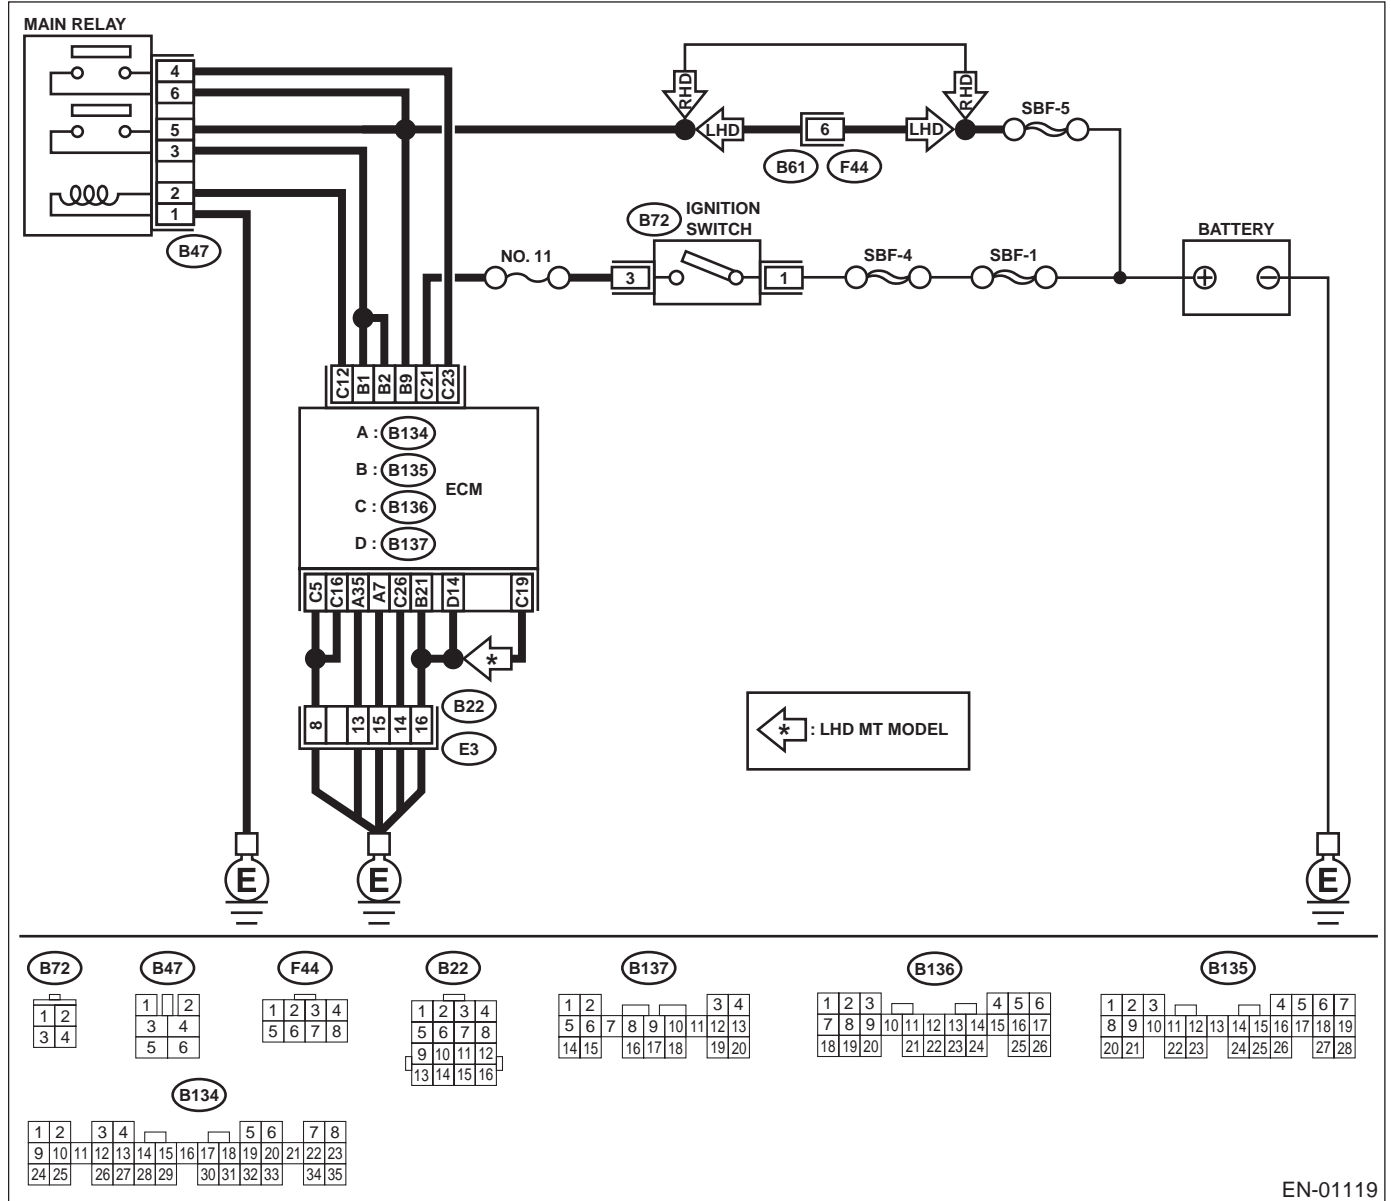 MAIN RELAY
4
6
5
3
2
1
B47
RHD
RHD
LHD
6
LHD
SBF-5
B61
F44
B72
IGNITION
SWITCH
BATTERY
NO. 11
3
1
SBF-4
SBF-1
+
−
C12
B1
B2
B9
C21
C23
A : B134
B : B135
C : B136
D : B137
ECM
C5
C16
A35
A7
C26
B21
D14
C19
*
8
13
15
14
16
B22
E3
* : LHD MT MODEL
E
E
E
B72
1 2
3 4
B47
1 2
3 4
5 6
F44
1 2 3 4
5 6 7 8
B22
1 2 3 4
5 6 7 8
9 10 11 12
13 14 15 16
B137
1 2 3 4
5 6 7 8 9 10 11 12 13
14 15 16 17 18 19 20
B136
1 2 3 4 5 6
7 8 9 10 11 12 13 14 15 16 17
18 19 20 21 22 23 24 25 26
B135
1 2 3 4 5 6 7
8 9 10 11 12 13 14 15 16 17 18 19
20 21 22 23 24 25 26 27 28
B134
1 2 3 4 5 6 7 8
9 10 11 12 13 14 15 16 17 18 19 20 21 22 23
24 25 26 27 28 29 30 31 32 33 34 35
EN-01119